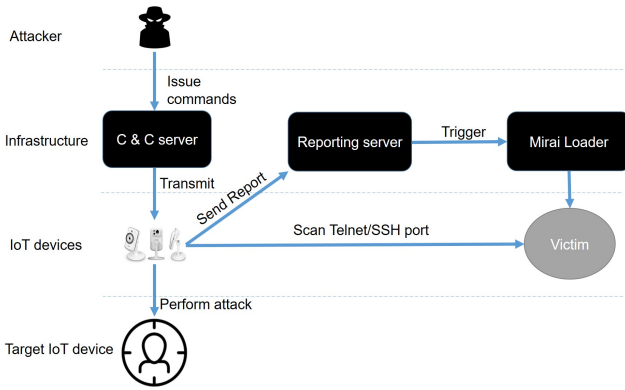 Attacker
Issue
commands
Infrastructure
C & C server
Reporting server
Trigger
Mirai Loader
Transmit
Send Report
IoT devices
Scan Telnet/SSH port
Victim
Perform attack
Target IoT device